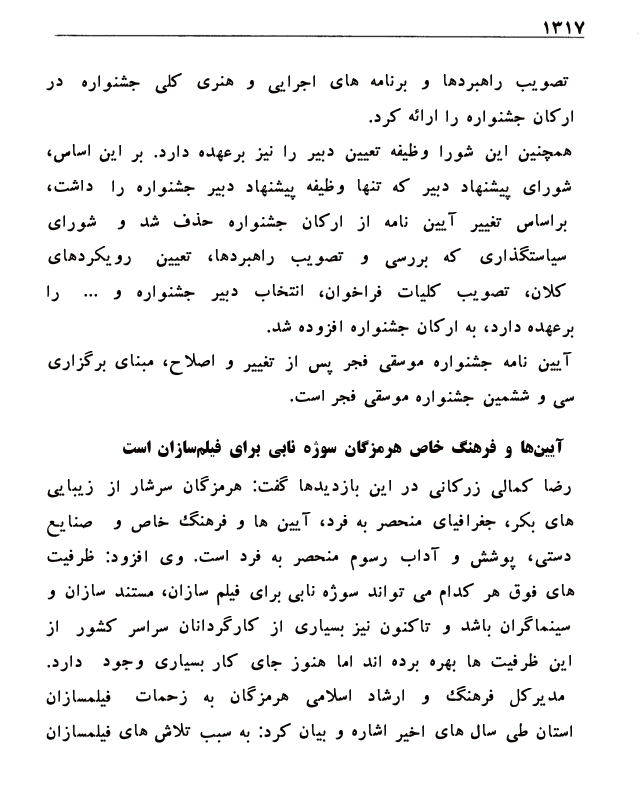 ۱۳۱۷
تصویب راهبردها و برنامه های اجرایی و هنری کلی جشنواره در
ارکان جشنواره را ارائه کرد.
همچنین این شورا وظیفه تعیین دبیر را نیز برعهده دارد. بر این اساس،
شورای پیشنهاد دبیر که تنها وظیفه پیشنهاد دبیر جشنواره را داشت،
براساس تغییر آیین نامه از ارکان جشنواره حذف شد و شورای
سیاستگذاری که بررسی و تصویب راهبردها، تعیین رویکردهای
کلان، تصویب کلیات فراخوان، انتخاب دبیر جشنواره و ... را
برعهده دارد، به ارکان جشنواره افزوده شد.
آیین نامه جشنواره موسقی فجر پس از تغییر و اصلاح، مبنای برگزاری
سی و ششمین جشنواره موسقی فجر است.
آیین‌ها و فرهنگ خاص هرمزگان سوژه نابی برای فیلم‌سازان است
رضا کمالی زرکانی در این بازدیدها گفت: هرمزگان سرشار از زیبایی
های بکر، جغرافیای منحصر به فرد، آیین ها و فرهنگ خاص و صنایع
دستی، پوشش و آداب رسوم منحصر به فرد است. وی افزود: ظرفیت
های فوق هر کدام می تواند سوژه نابی برای فیلم سازان، مستند سازان و
سینماگران باشد و تاکنون نیز بسیاری از کارگردانان سراسر کشور از
این ظرفیت ها بهره برده اند اما هنوز جای کار بسیاری وجود دارد.
مدیرکل فرهنگ و ارشاد اسلامی هرمزگان به زحمات فیلمسازان
استان طی سال های اخیر اشاره و بیان کرد: به سبب تلاش های فیلمسازان